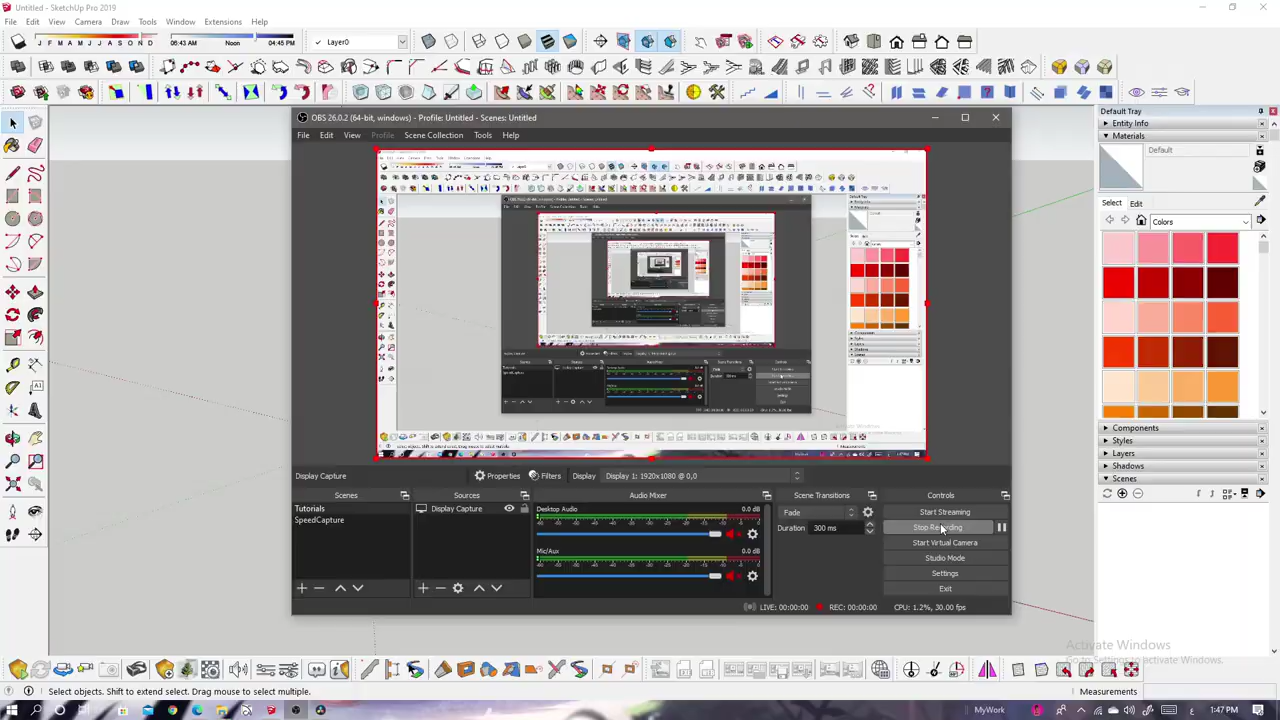 Untitled - SketchUp Pro 2019
File Edit View Camera Draw Tools Window Extensions Help
J F M A M J J A S O N D
06:43 AM Noon 04:45 PM
Layer0
Default Tray
Entity Info
Materials
Default
Select Edit
Colors
Components
Styles
Layers
Shadows
Scenes
OBS 26.0.2 (64-bit, windows) - Profile: Untitled - Scenes: Untitled
File Edit View Profile Scene Collection Tools Help
Display Capture
Properties Filters Display Display 1: 1920x1080 @ 0,0
Scenes Sources Audio Mixer Scene Transitions Controls
Tutorials
SpeedCapture
Display Capture
Desktop Audio 0.0 dB
Mic/Aux 0.0 dB
Fade
Duration 300 ms
Start Streaming
Stop Recording
Start Virtual Camera
Studio Mode
Settings
Exit
LIVE: 00:00:00 REC: 00:00:00 CPU: 1.2%, 30.00 fps
Activate Windows
Go to Settings to activate Windows.
Select objects. Shift to extend select. Drag mouse to select multiple.
Measurements
MyWork
1:47 PM